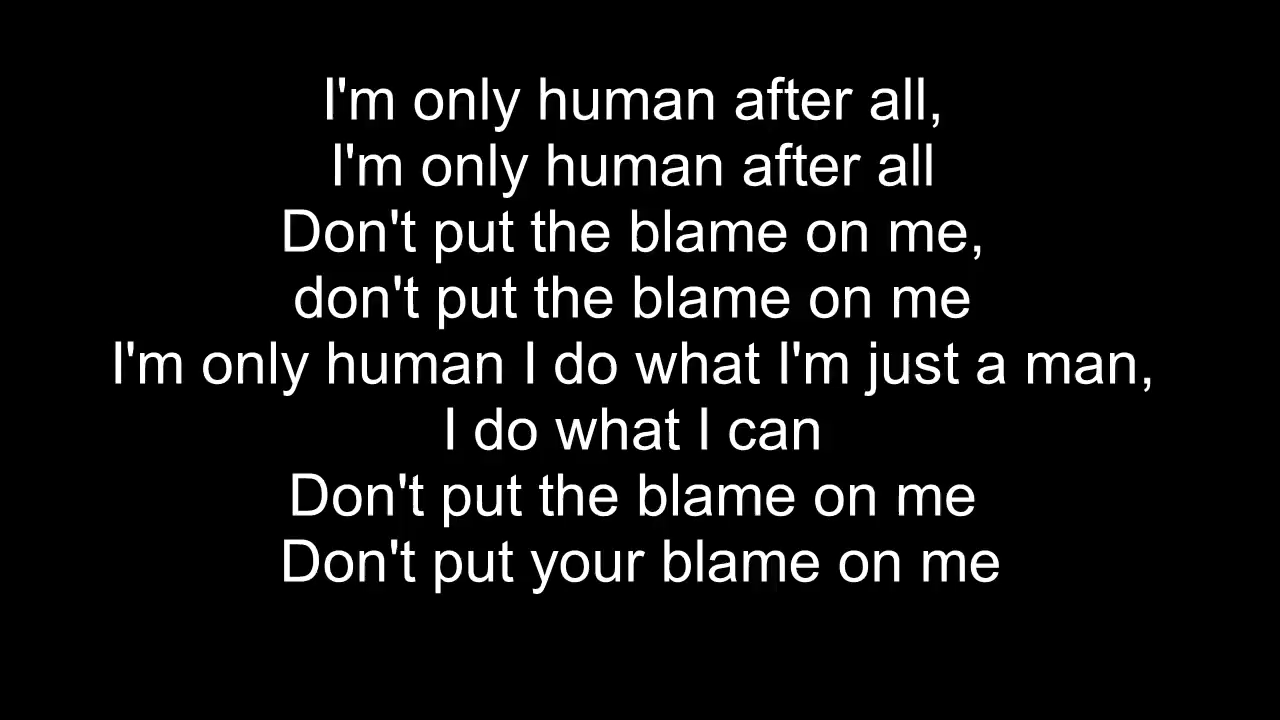 I'm only human after all,
I'm only human after all
Don't put the blame on me,
don't put the blame on me
I'm only human I do what I'm just a man,
I do what I can
Don't put the blame on me
Don't put your blame on me